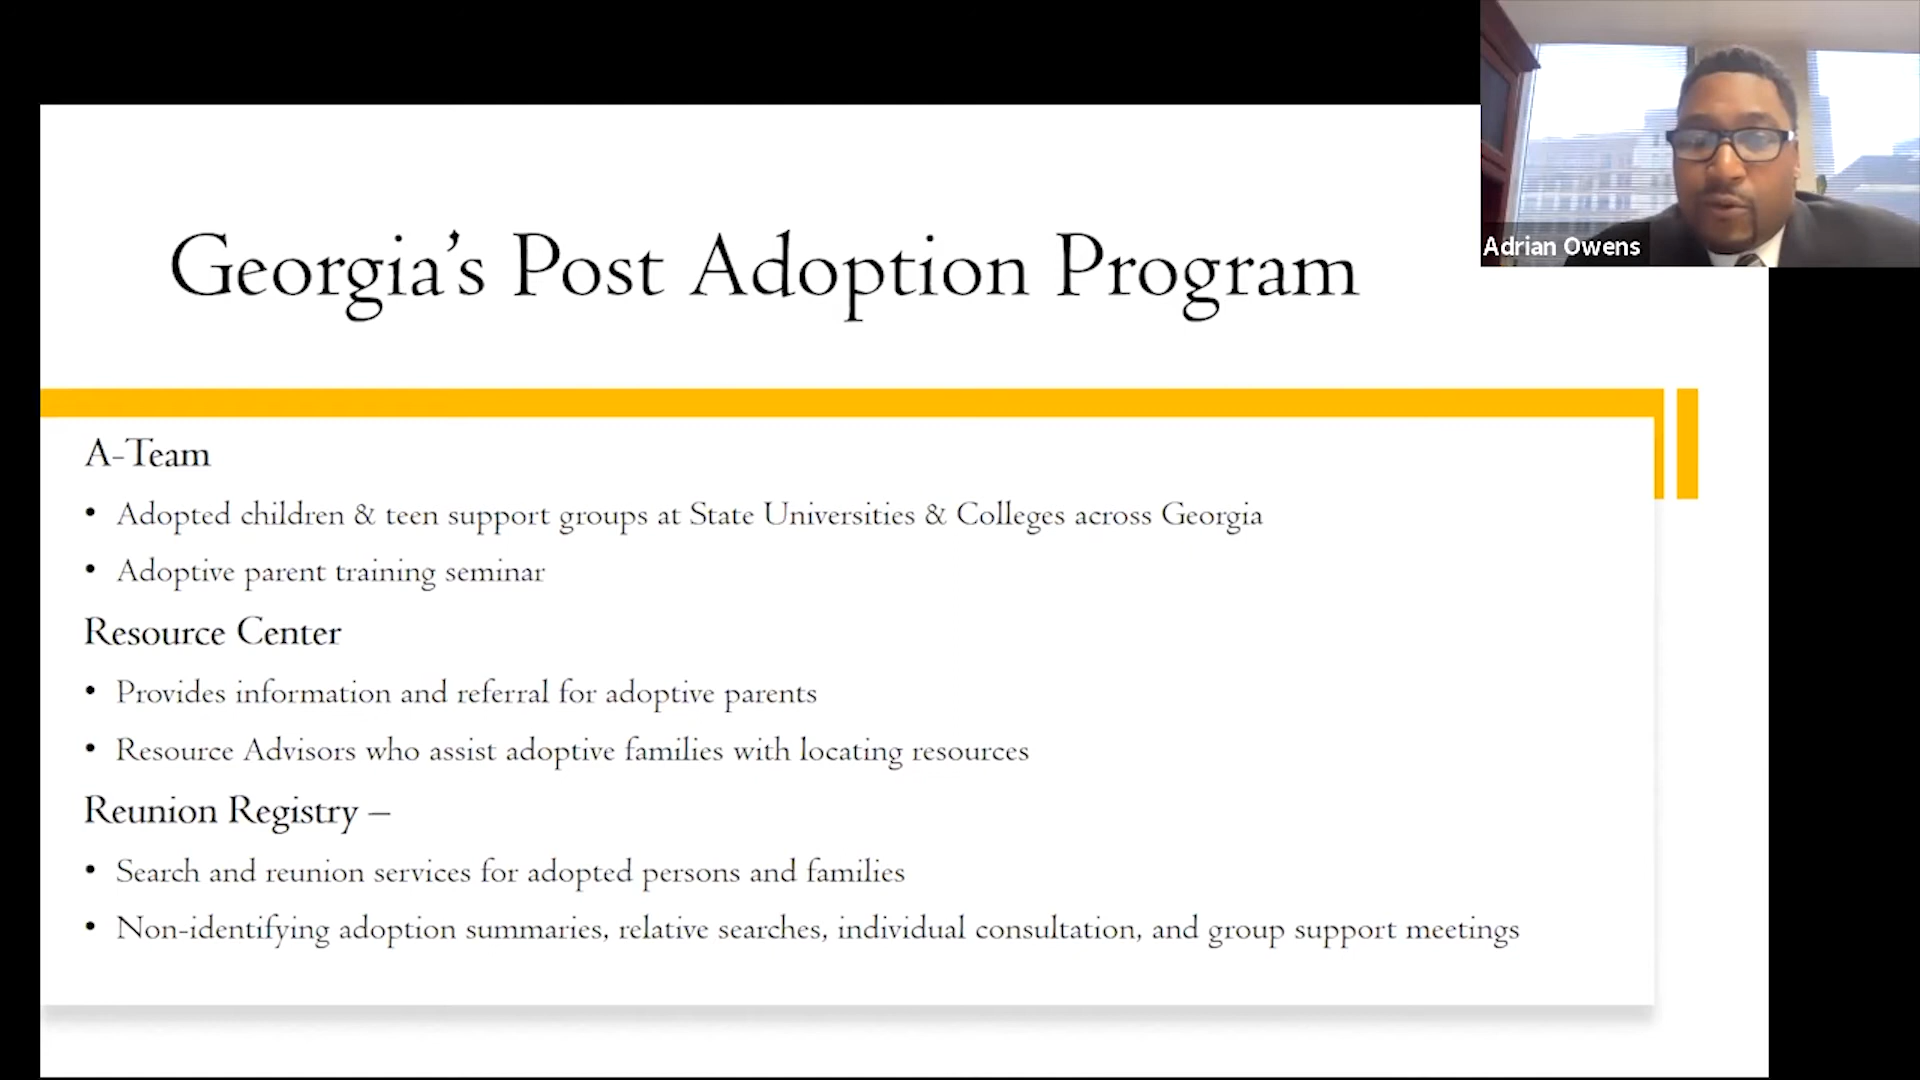 Adrian Owens
Georgia’s Post Adoption Program
A-Team
• Adopted children & teen support groups at State Universities & Colleges across Georgia
• Adoptive parent training seminar
Resource Center
• Provides information and referral for adoptive parents
• Resource Advisors who assist adoptive families with locating resources
Reunion Registry –
• Search and reunion services for adopted persons and families
• Non-identifying adoption summaries, relative searches, individual consultation, and group support meetings